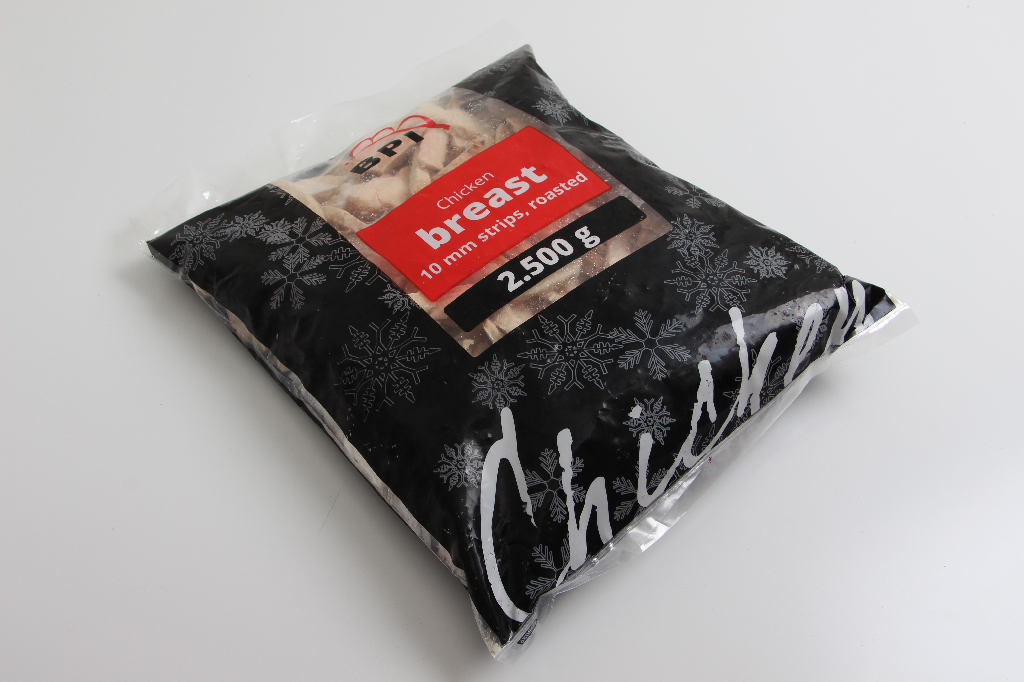 BPI
Chicken
breast
10 mm strips, roasted
2.500 g
Chicken